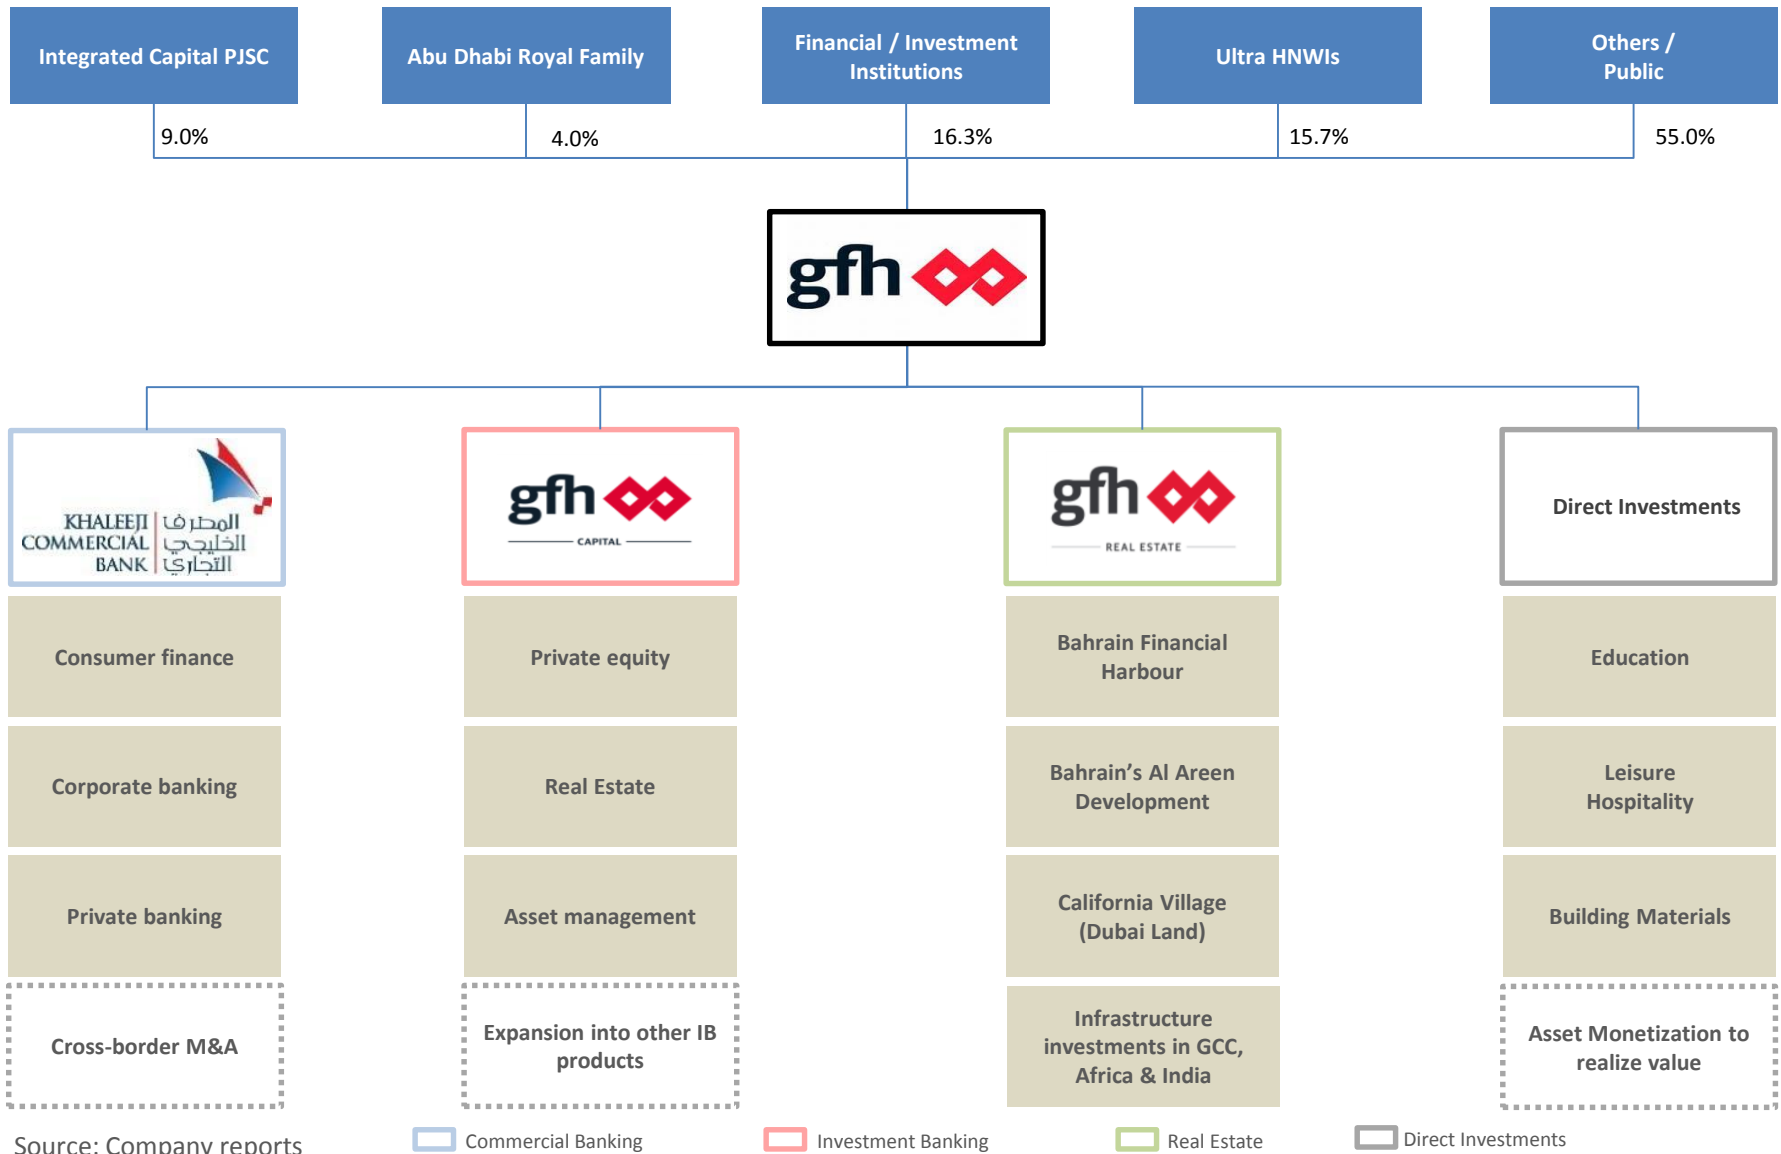 Integrated Capital PJSC
Abu Dhabi Royal Family
Financial / Investment
Institutions
Ultra HNWIs
Others /
Public
9.0%
4.0%
16.3%
15.7%
55.0%
gfh
KHALEEJI
COMMERCIAL
BANK
المصرف
الخليجي
التجاري
gfh
CAPITAL
gfh
REAL ESTATE
Direct Investments
Consumer finance
Private equity
Bahrain Financial
Harbour
Education
Corporate banking
Real Estate
Bahrain’s Al Areen
Development
Leisure
Hospitality
Private banking
Asset management
California Village
(Dubai Land)
Building Materials
Cross-border M&A
Expansion into other IB
products
Infrastructure
investments in GCC,
Africa & India
Asset Monetization to
realize value
Source: Company reports
Commercial Banking
Investment Banking
Real Estate
Direct Investments